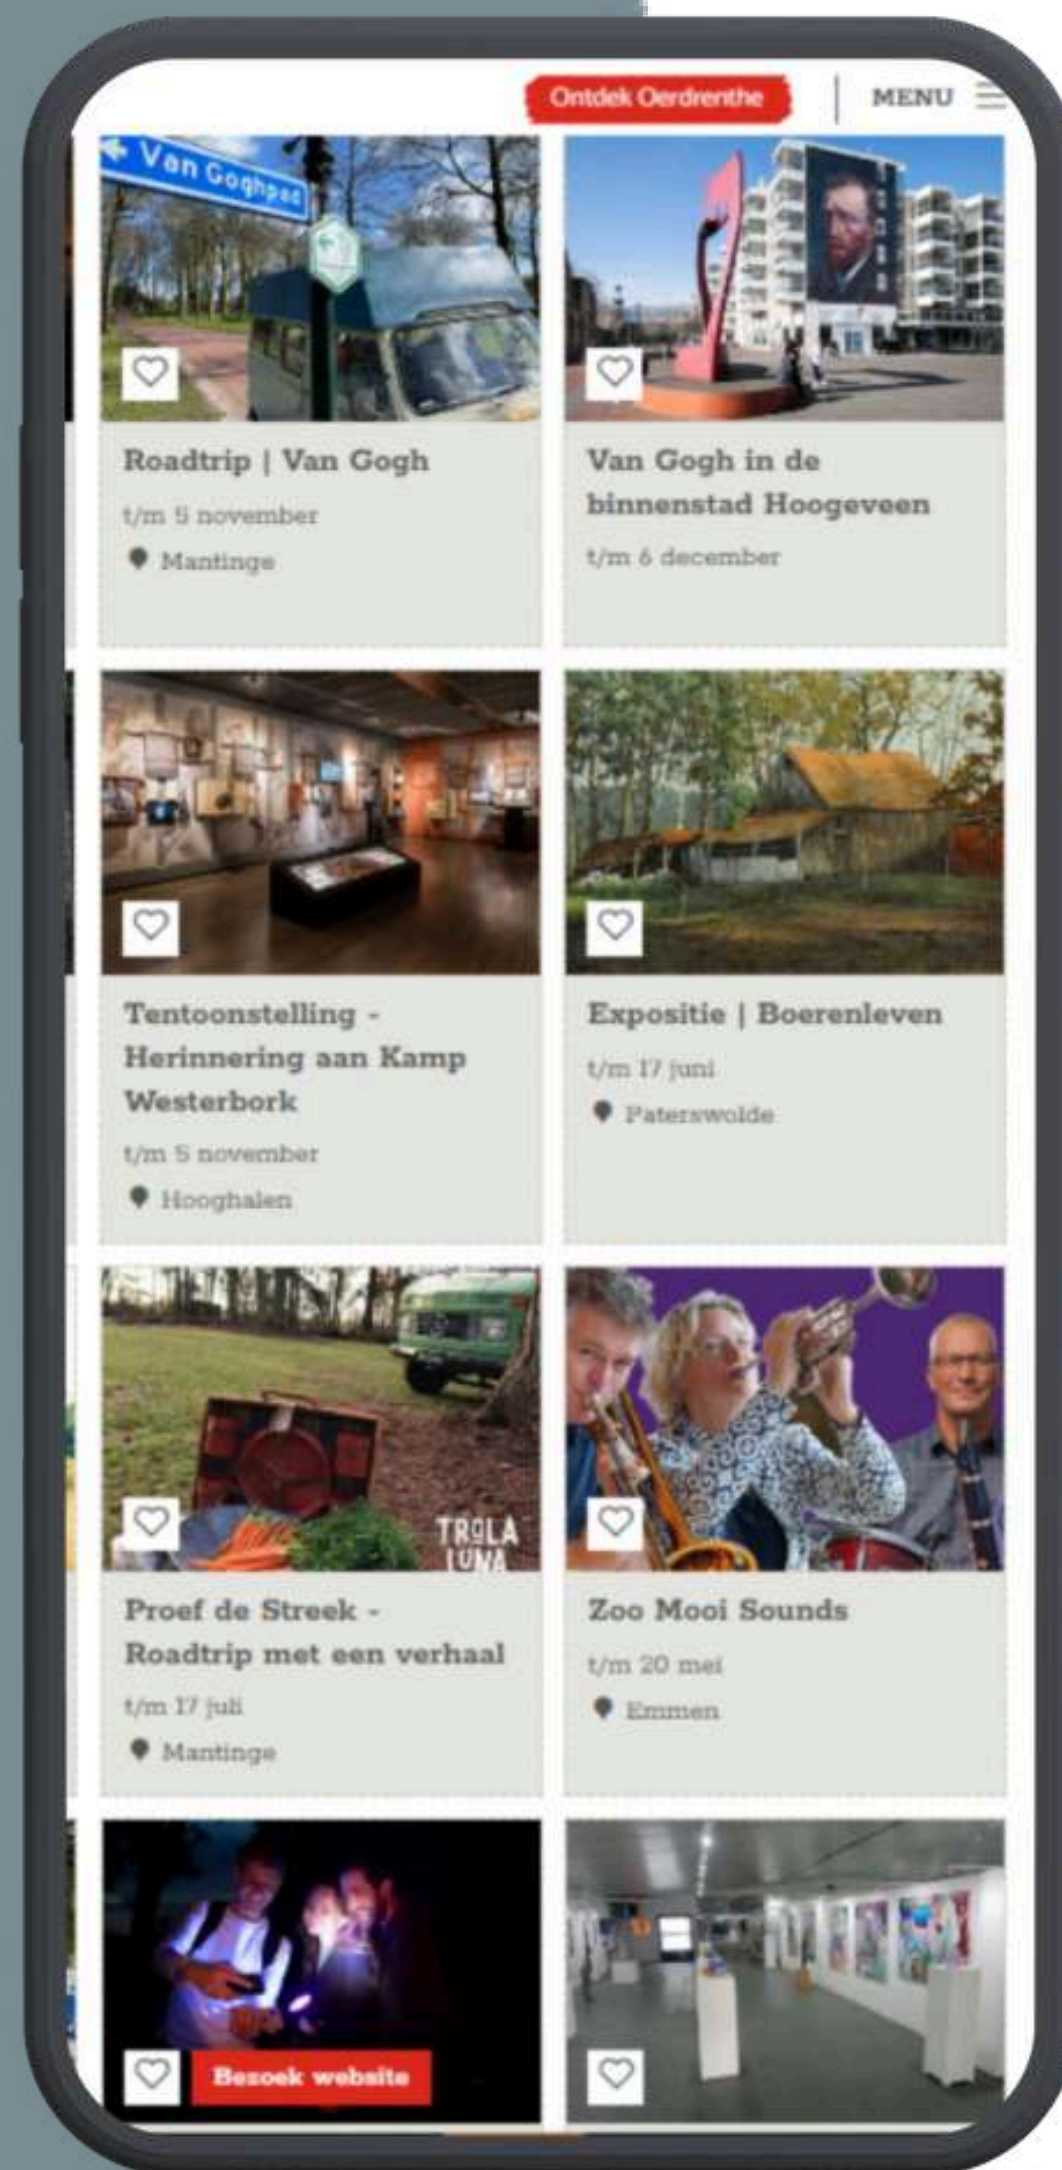 Ontdek Oerdrenthe
MENU
Van Goghpad
Roadtrip | Van Gogh
t/m 5 november
Mantinge
Van Gogh in de
binnenstad Hoogeveen
t/m 6 december
Tentoonstelling -
Herinnering aan Kamp
Westerbork
t/m 5 november
Hooghalen
Expositie | Boerenleven
t/m 17 juni
Paterswolde
TROLA
LUNA
Proef de Streek -
Roadtrip met een verhaal
t/m 17 juli
Mantinge
Zoo Mooi Sounds
t/m 20 mei
Emmen
Bezoek website